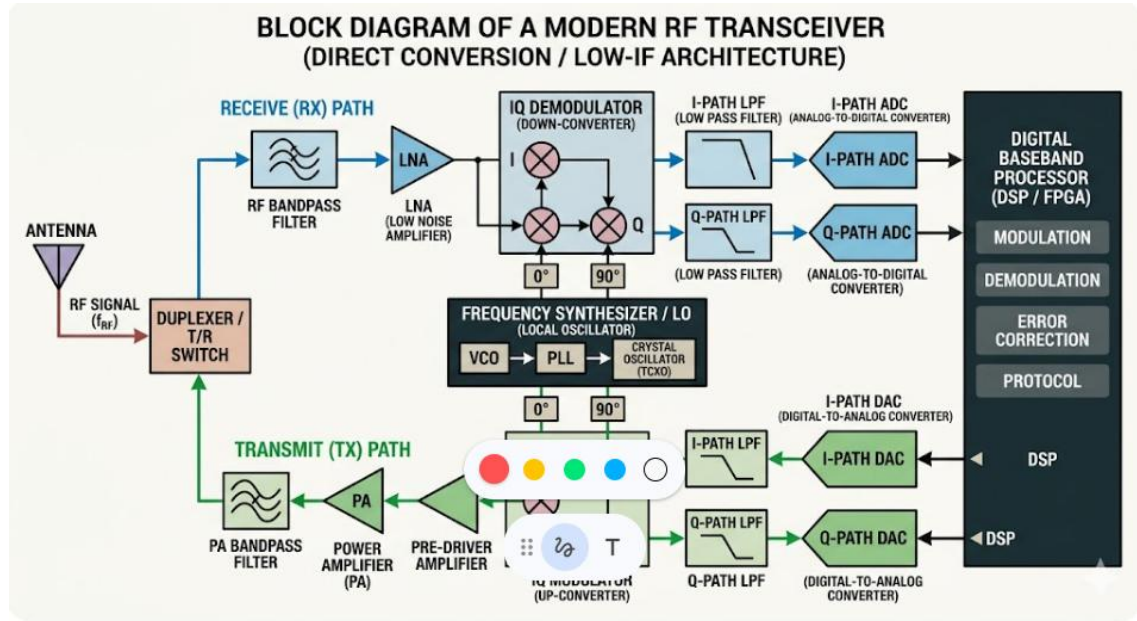 BLOCK DIAGRAM OF A MODERN RF TRANSCEIVER
(DIRECT CONVERSION / LOW-IF ARCHITECTURE)
RECEIVE (RX) PATH
RF BANDPASS
FILTER
LNA
LNA
(LOW NOISE
AMPLIFIER)
IQ DEMODULATOR
(DOWN-CONVERTER)
I
Q
I-PATH LPF
(LOW PASS FILTER)
Q-PATH LPF
(LOW PASS FILTER)
I-PATH ADC
(ANALOG-TO-DIGITAL CONVERTER)
I-PATH ADC
Q-PATH ADC
(ANALOG-TO-DIGITAL
CONVERTER)
DIGITAL
BASEBAND
PROCESSOR
(DSP / FPGA)
MODULATION
DEMODULATION
ERROR
CORRECTION
PROTOCOL
DSP
DSP
ANTENNA
RF SIGNAL
(fRF)
DUPLEXER /
T/R
SWITCH
0°
90°
FREQUENCY SYNTHESIZER / LO
(LOCAL OSCILLATOR)
VCO
PLL
CRYSTAL
OSCILLATOR
(TCXO)
0°
90°
TRANSMIT (TX) PATH
PA BANDPASS
FILTER
PA
POWER
AMPLIFIER
(PA)
PRE-DRIVER
AMPLIFIER
T
IQ MODULATOR
(UP-CONVERTER)
I-PATH LPF
Q-PATH LPF
Q-PATH LPF
I-PATH DAC
(DIGITAL-TO-ANALOG CONVERTER)
I-PATH DAC
Q-PATH DAC
(DIGITAL-TO-ANALOG
CONVERTER)